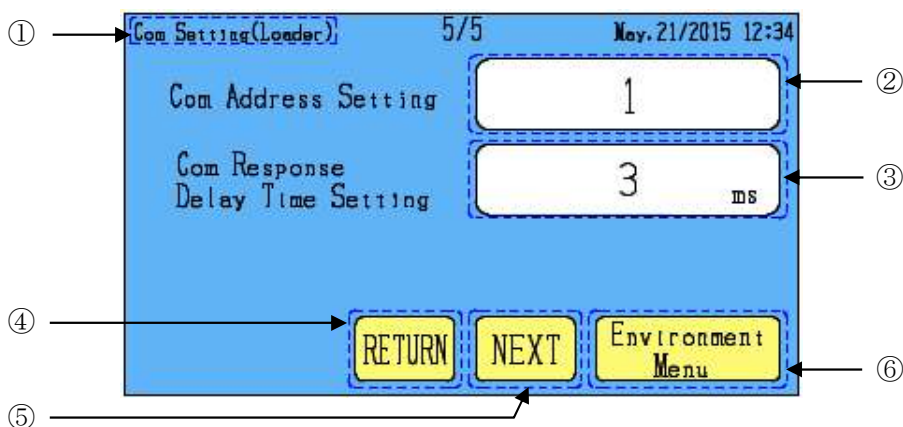 ① Com Setting(Loader) 5/5 May.21/2015 12:34
Com Address Setting 1 ②
Com Response
Delay Time Setting 3 ms ③
④ RETURN NEXT Environment
Menu ⑥
⑤